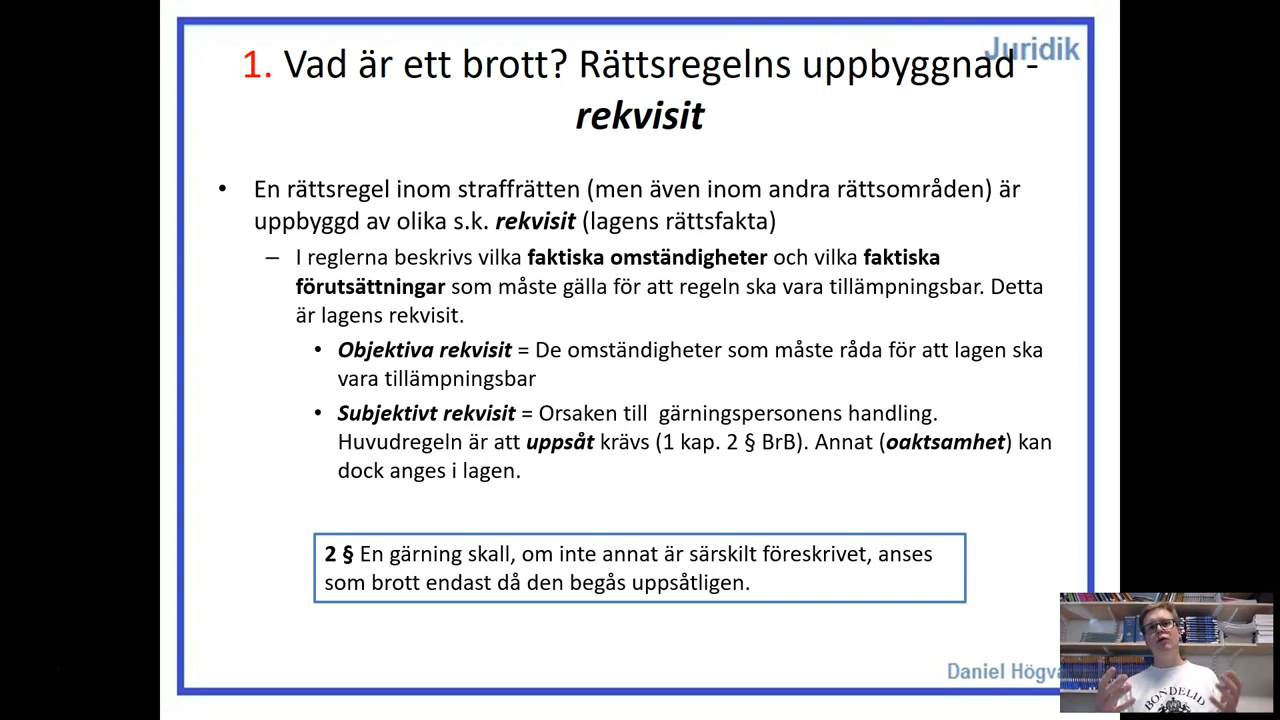 Juridik
1. Vad är ett brott? Rättsregelns uppbyggnad -
rekvisit
• En rättsregel inom straffrätten (men även inom andra rättsområden) är
uppbyggd av olika s.k. rekvisit (lagens rättsfakta)
– I reglerna beskrivs vilka faktiska omständigheter och vilka faktiska
förutsättningar som måste gälla för att regeln ska vara tillämpningsbar. Detta
är lagens rekvisit.
• Objektiva rekvisit = De omständigheter som måste råda för att lagen ska
vara tillämpningsbar
• Subjektivt rekvisit = Orsaken till gärningspersonens handling.
Huvudregeln är att uppsåt krävs (1 kap. 2 § BrB). Annat (oaktsamhet) kan
dock anges i lagen.
2 § En gärning skall, om inte annat är särskilt föreskrivet, anses
som brott endast då den begås uppsåtligen.
Daniel
BONDELID